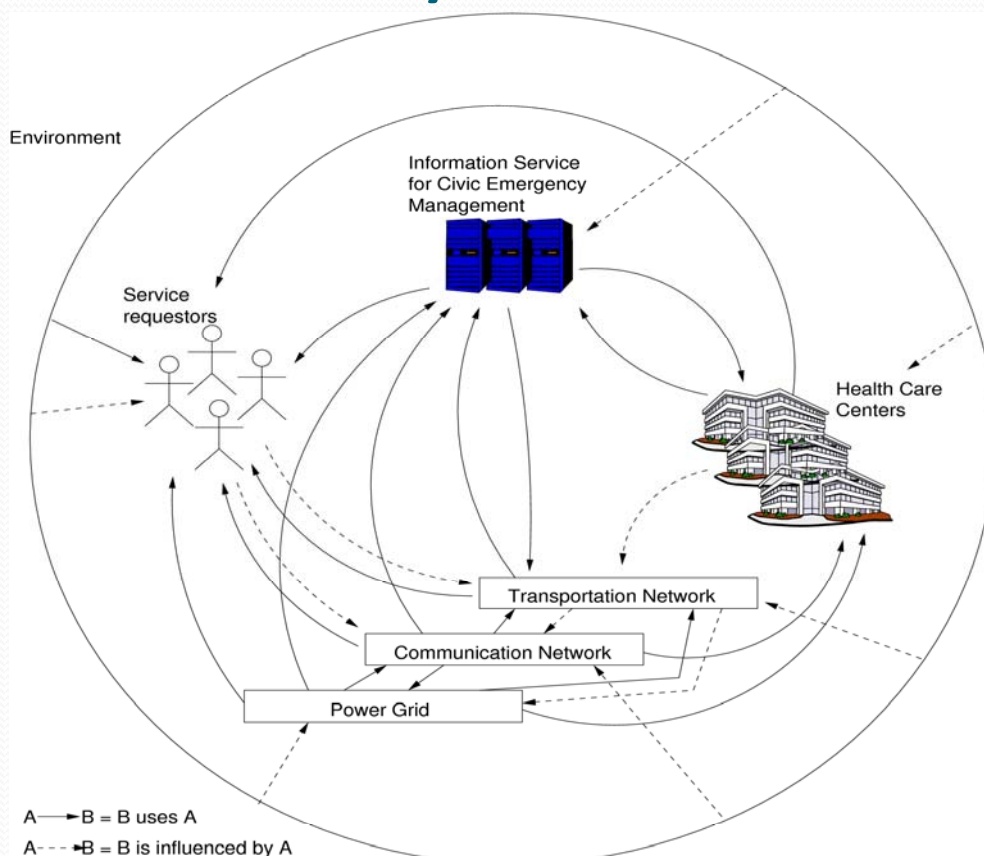 Environment
Information Service
for Civic Emergency
Management
Service
requestors
Health Care
Centers
Transportation Network
Communication Network
Power Grid
A B = B uses A
A B = B is influenced by A